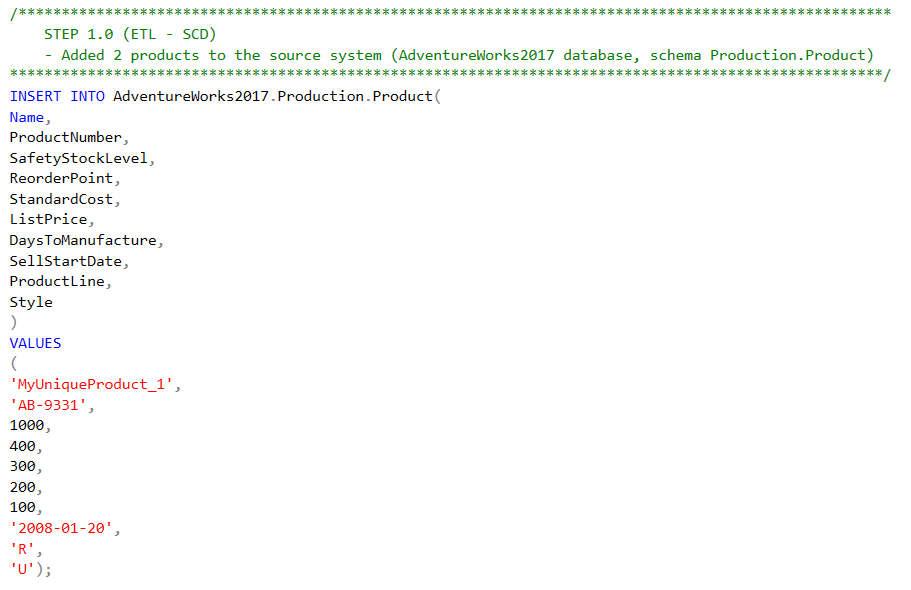 /*****************************************************************************************************
STEP 1.0 (ETL - SCD)
- Added 2 products to the source system (AdventureWorks2017 database, schema Production.Product)
*****************************************************************************************************/
INSERT INTO AdventureWorks2017.Production.Product(
Name,
ProductNumber,
SafetyStockLevel,
ReorderPoint,
StandardCost,
ListPrice,
DaysToManufacture,
SellStartDate,
ProductLine,
Style
)
VALUES
(
'MyUniqueProduct_1',
'AB-9331',
1000,
400,
300,
200,
100,
'2008-01-20',
'R',
'U');